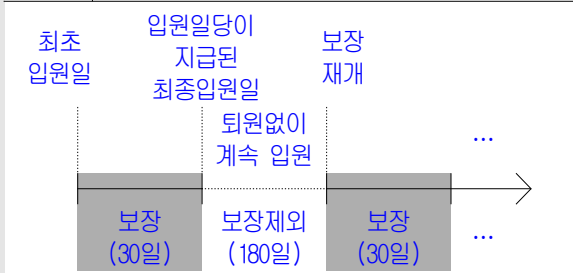 최초
입원일
입원일당이
지급된
최종입원일
보장
재개
퇴원없이
계속 입원
...
보장
(30일)
보장제외
(180일)
보장
(30일)
...